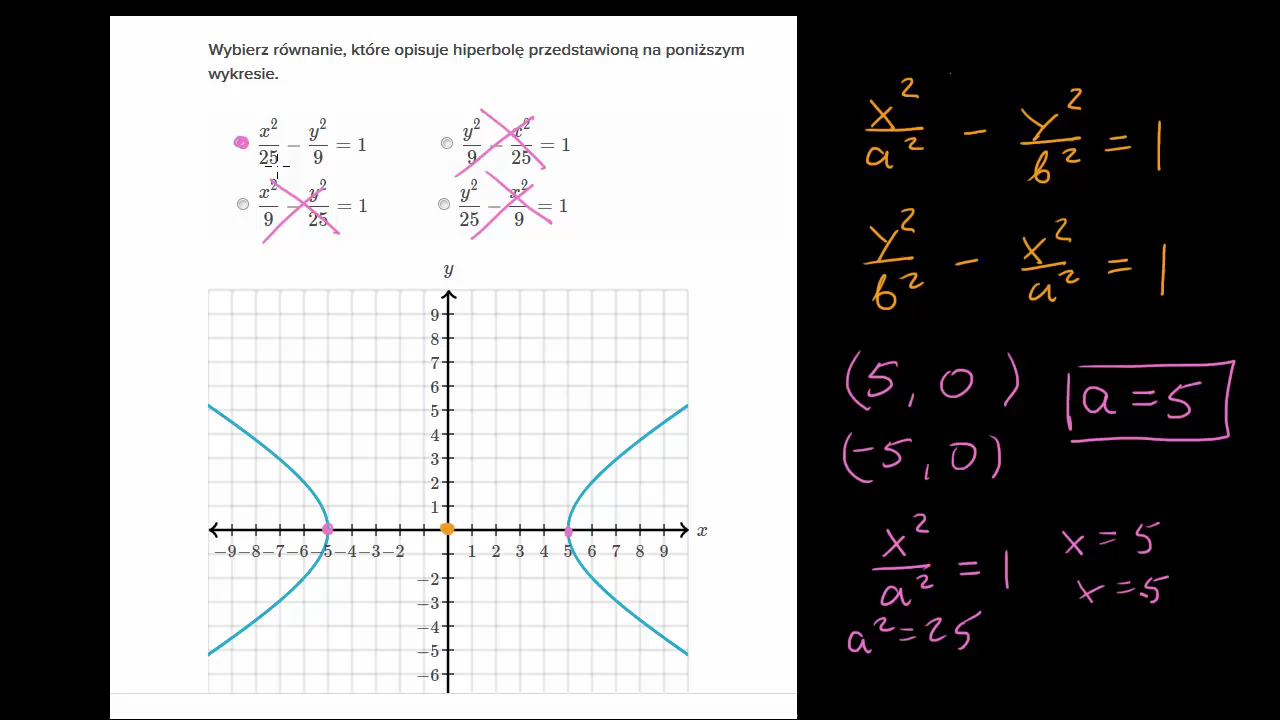 Wybierz równanie, które opisuje hiperbolę przedstawioną na poniższym
wykresie.
x²/25 − y²/9 = 1
y²/9 − x²/25 = 1
x²/9 − y²/25 = 1
y²/25 − x²/9 = 1
y
9
8
7
6
5
4
3
2
1
x
−9 −8 −7 −6 −5 −4 −3 −2 1 2 3 4 5 6 7 8 9
−2
−3
−4
−5
−6
x²/a² − y²/b² = 1
y²/b² − x²/a² = 1
(5, 0) a = 5
(−5, 0)
x²/a² = 1 x = 5
x = -5
a² = 25